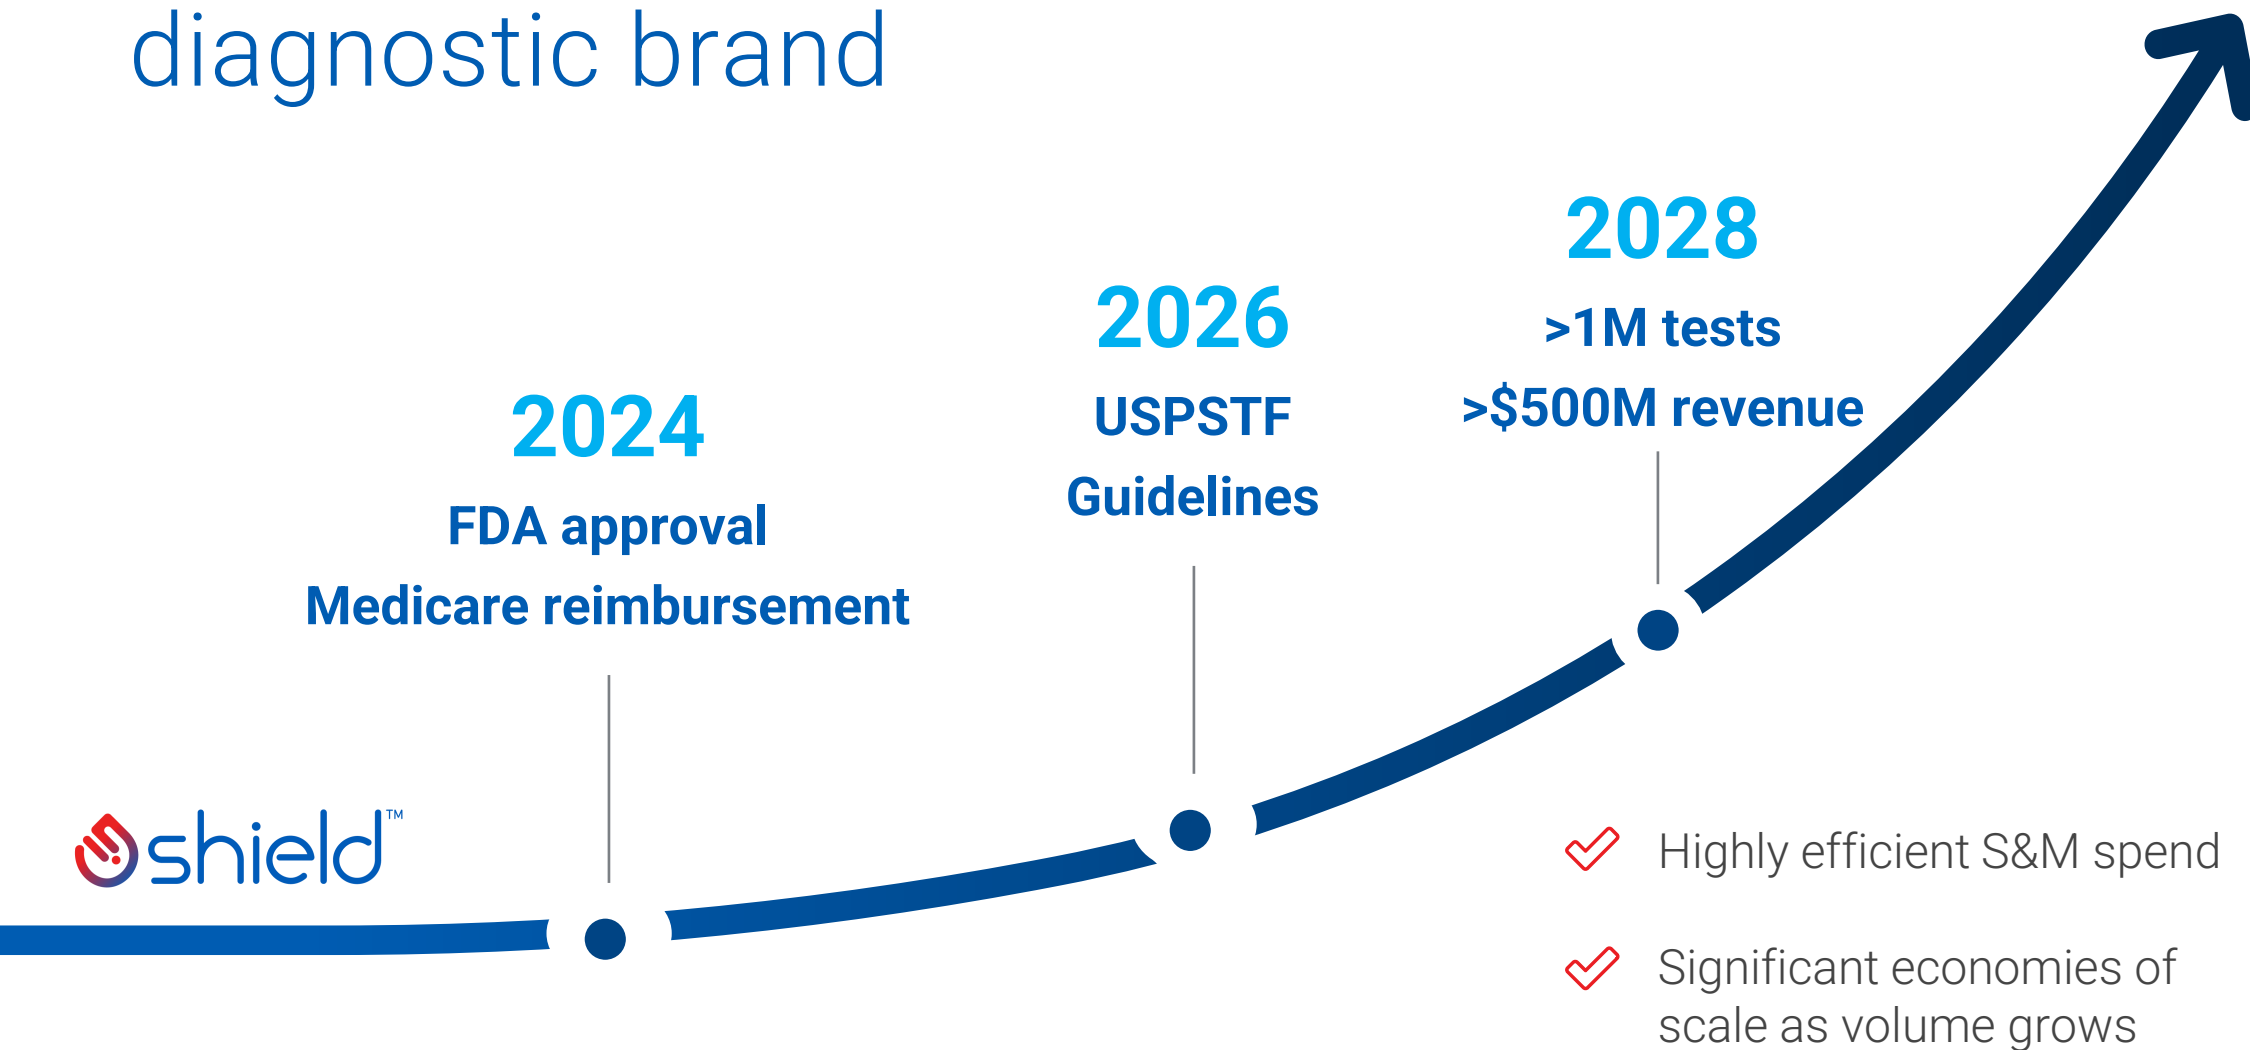 diagnostic brand
2024
FDA approval
Medicare reimbursement
2026
USPSTF
Guidelines
2028
>1M tests
>$500M revenue
shield™
Highly efficient S&M spend
Significant economies of
scale as volume grows